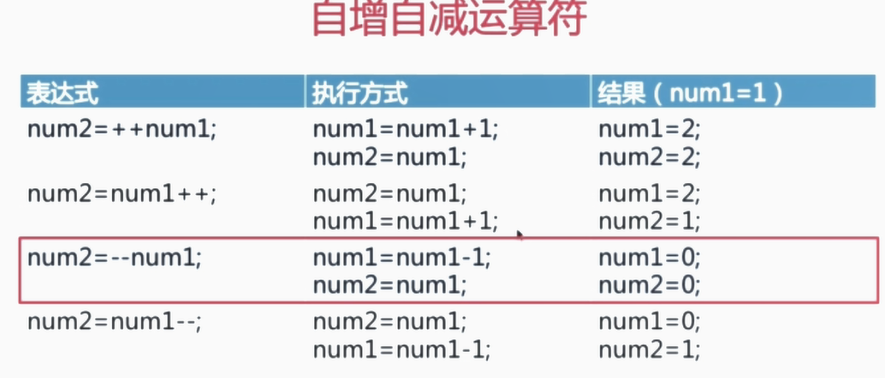 自增自减运算符
表达式 执行方式 结果（num1=1）
num2=++num1; num1=num1+1; num1=2;
num2=num1; num2=2;
num2=num1++; num2=num1; num1=2;
num1=num1+1; num2=1;
num2=--num1; num1=num1-1; num1=0;
num2=num1; num2=0;
num2=num1--; num2=num1; num1=0;
num1=num1-1; num2=1;